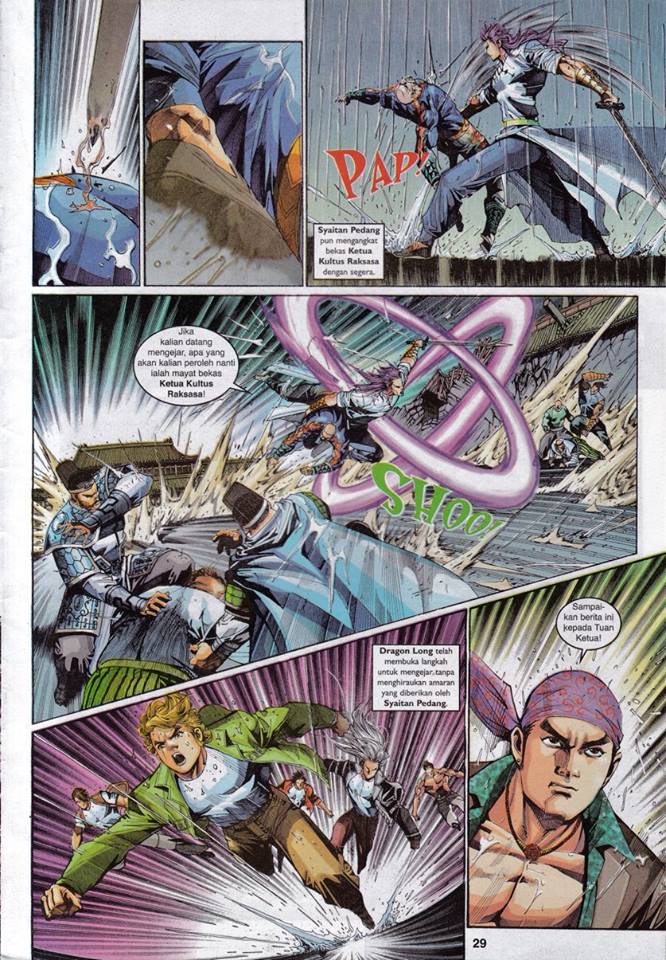 PAP!
Syaitan Pedang
pun mengangkat
bekas Ketua
Kultus Raksasa
dengan segera.
Jika
kalian datang
mengejar, apa yang
akan kalian peroleh nanti
ialah mayat bekas
Ketua Kultus
Raksasa!
SHOO!
Dragon Long telah
membuka langkah
untuk mengejar, tanpa
menghiraukan amaran
yang diberikan oleh
Syaitan Pedang.
Sampai-
kan berita ini
kepada Tuan
Ketua!
29